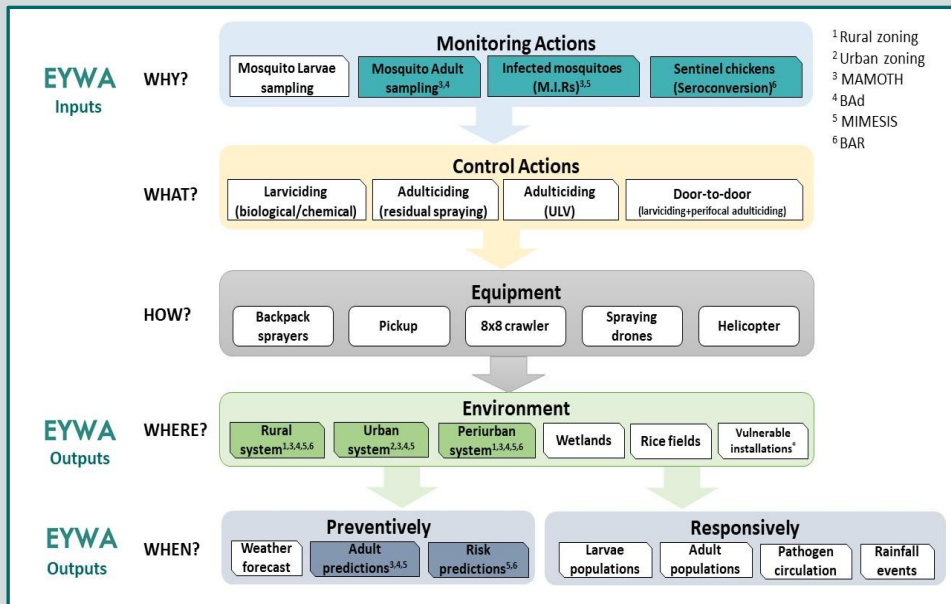 EYWA
Inputs
WHY?
Monitoring Actions
Mosquito Larvae
sampling
Mosquito Adult
sampling3,4
Infected mosquitoes
(M.I.Rs)3,5
Sentinel chickens
(Seroconversion)6
1 Rural zoning
2 Urban zoning
3 MAMOTH
4 BAd
5 MIMESIS
6 BAR
WHAT?
Control Actions
Larviciding
(biological/chemical)
Adulticiding
(residual spraying)
Adulticiding
(ULV)
Door-to-door
(larviciding+perifocal adulticiding)
HOW?
Equipment
Backpack
sprayers
Pickup
8x8 crawler
Spraying
drones
Helicopter
EYWA
Outputs
WHERE?
Environment
Rural
system1,3,4,5,6
Urban
system2,3,4,5
Periurban
system1,3,4,5,6
Wetlands
Rice fields
Vulnerable
installations*
EYWA
Outputs
WHEN?
Preventively
Weather
forecast
Adult
predictions3,4,5
Risk
predictions5,6
Responsively
Larvae
populations
Adult
populations
Pathogen
circulation
Rainfall
events